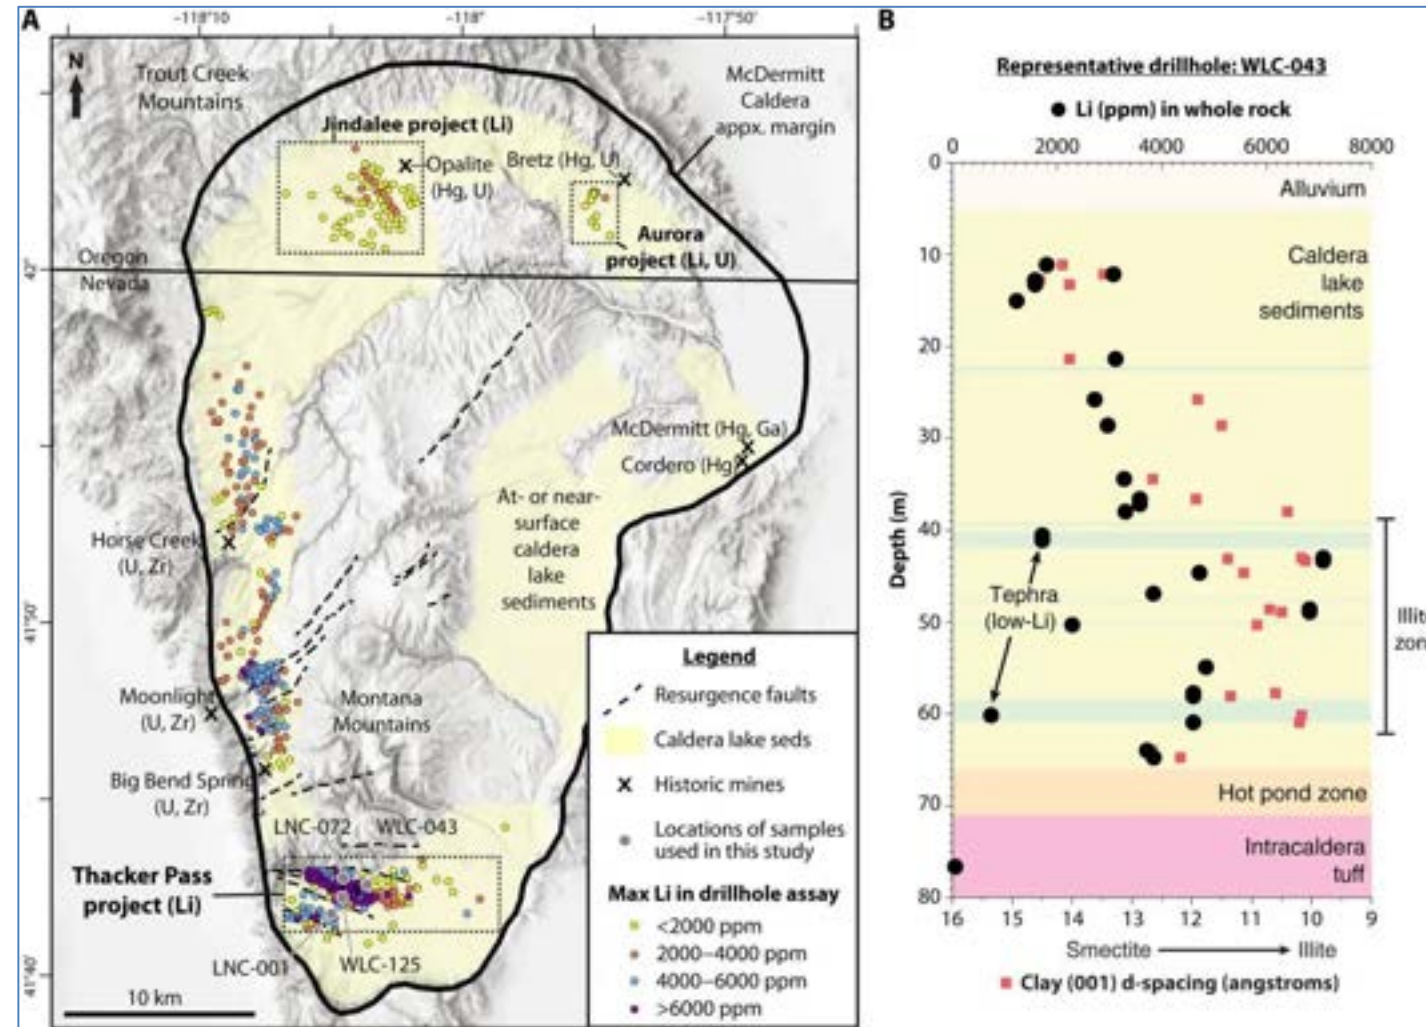 A
-118°10'
-118°
-117°50'
N
Trout Creek
Mountains
McDermitt
Caldera
appx. margin
Jindalee project (Li)
Opalite
(Hg, U)
Bretz (Hg, U)
Aurora
project (Li, U)
Oregon
Nevada
42°
McDermitt (Hg, Ga)
Cordero (Hg)
At- or near-
surface
caldera
lake
sediments
Horse Creek
(U, Zr)
41°50'
Moonlight
(U, Zr)
Montana
Mountains
Big Bend Spring
(U, Zr)
LNC-072
WLC-043
Thacker Pass
project (Li)
LNC-001
WLC-125
41°40'
10 km
Legend
Resurgence faults
Caldera lake seds
Historic mines
Locations of samples
used in this study
Max Li in drillhole assay
<2000 ppm
2000–4000 ppm
4000–6000 ppm
>6000 ppm
B
Representative drillhole: WLC-043
Li (ppm) in whole rock
0 2000 4000 6000 8000
0
10
20
30
40
50
60
70
80
Depth (m)
Alluvium
Caldera
lake
sediments
Tephra
(low-Li)
Hot pond zone
Intracaldera
tuff
16 15 14 13 12 11 10 9
Smectite Illite
Clay (001) d-spacing (angstroms)